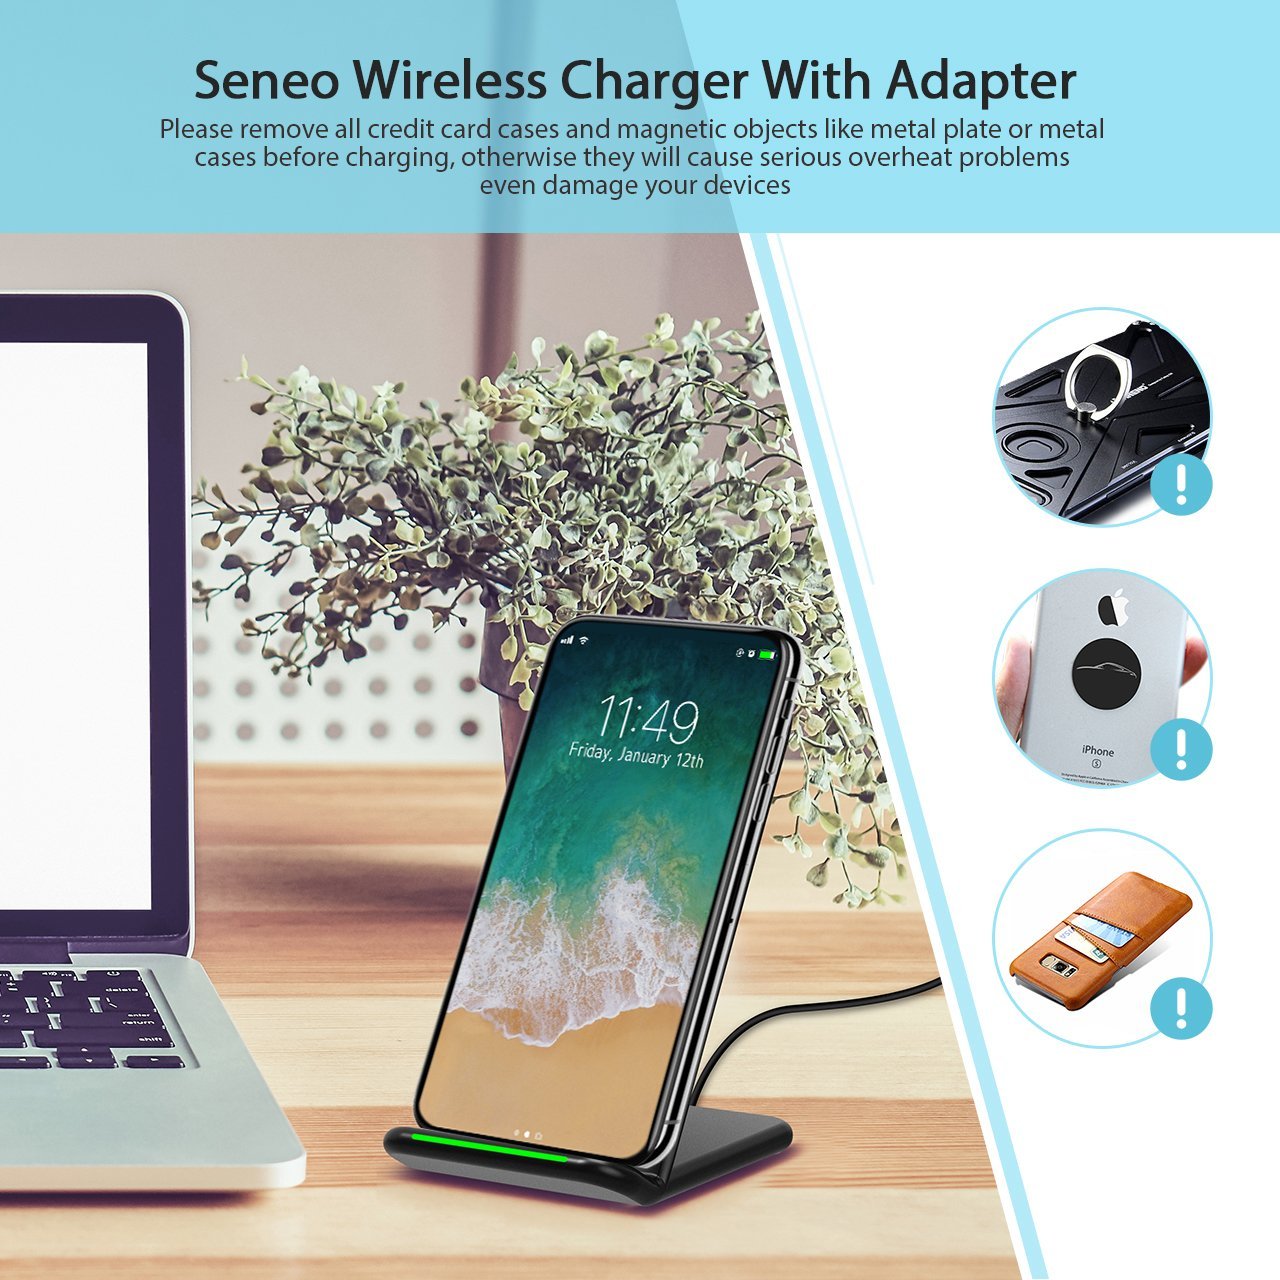 Seneo Wireless Charger With Adapter
Please remove all credit card cases and magnetic objects like metal plate or metal
cases before charging, otherwise they will cause serious overheat problems
even damage your devices
11:49
Friday, January 12th
iPhone
S
delete
enter
return
shift